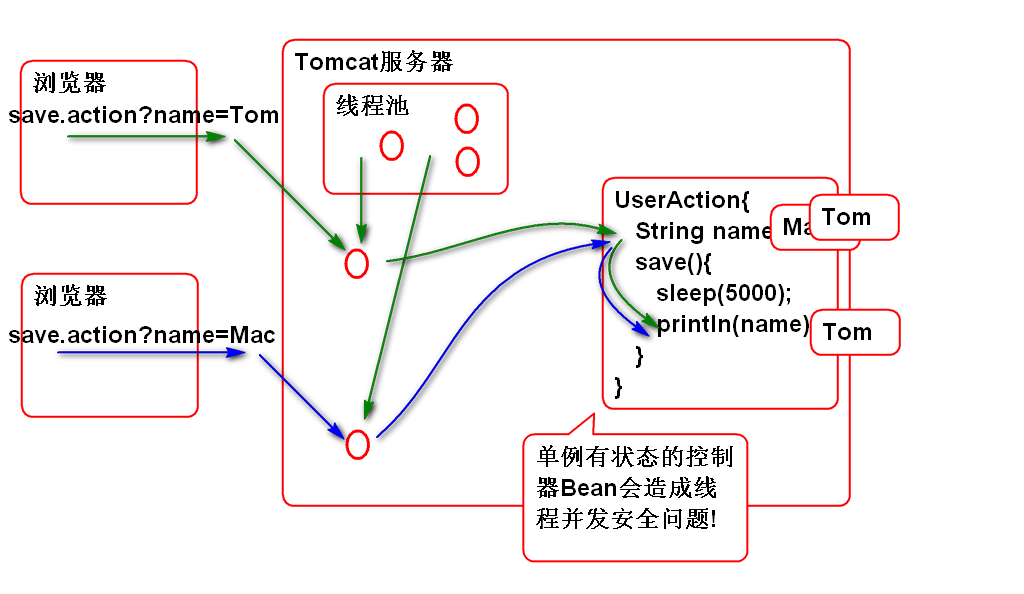 浏览器
save.action?name=Tom
浏览器
save.action?name=Mac
Tomcat服务器
线程池
UserAction{
String name
Tom
save(){
sleep(5000);
println(name)
Tom
}
}
单例有状态的控制
器Bean会造成线
程并发安全问题!